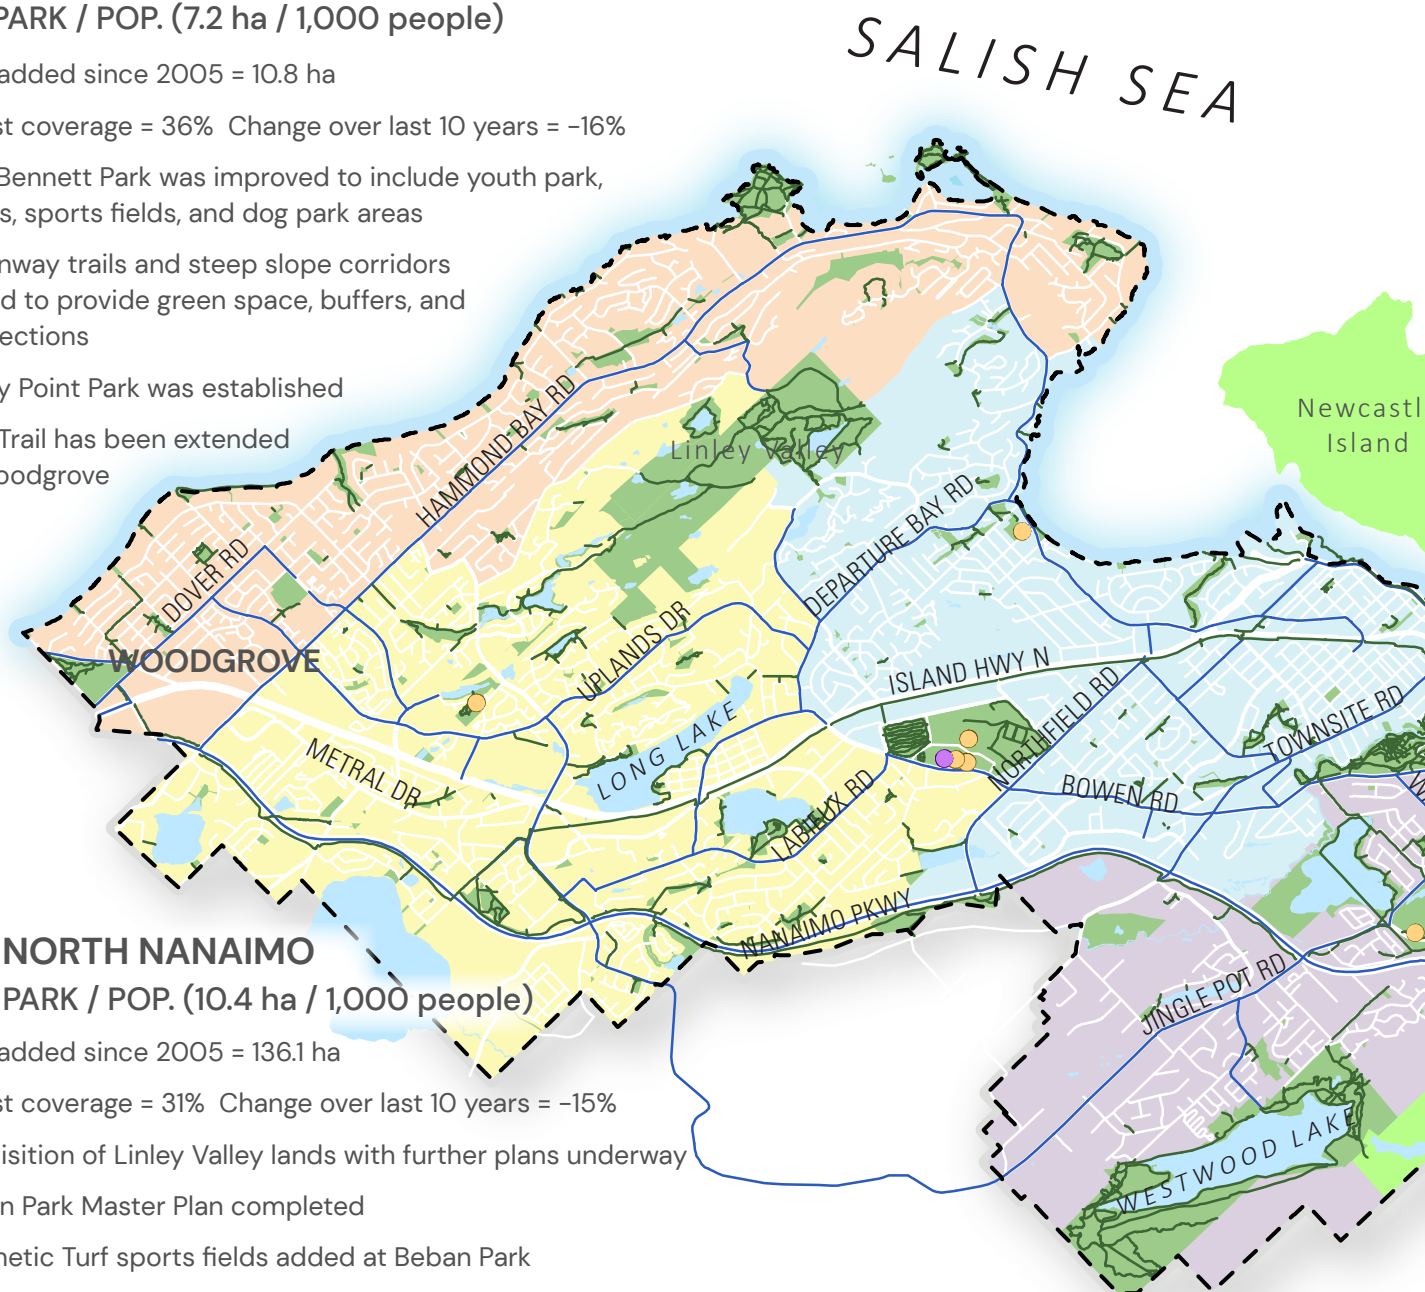 PARK / POP. (7.2 ha / 1,000 people)
added since 2005 = 10.8 ha
st coverage = 36%  Change over last 10 years = -16%
Bennett Park was improved to include youth park,
s, sports fields, and dog park areas
nway trails and steep slope corridors
d to provide green space, buffers, and
ections
y Point Park was established
Trail has been extended
oodgrove
SALISH SEA
Newcastl
Island
Linley Valley
HAMMOND BAY RD
DEPARTURE BAY RD
DOVER RD
WOODGROVE
UPLANDS DR
ISLAND HWY N
NORTHFIELD RD
TOWNSITE RD
LONG LAKE
METRAL DR
BOWEN RD
LABIEUX RD
NANAIMO PKWY
JINGLE POT RD
WESTWOOD LAKE
NORTH NANAIMO
PARK / POP. (10.4 ha / 1,000 people)
added since 2005 = 136.1 ha
st coverage = 31%  Change over last 10 years = -15%
isition of Linley Valley lands with further plans underway
n Park Master Plan completed
hetic Turf sports fields added at Beban Park